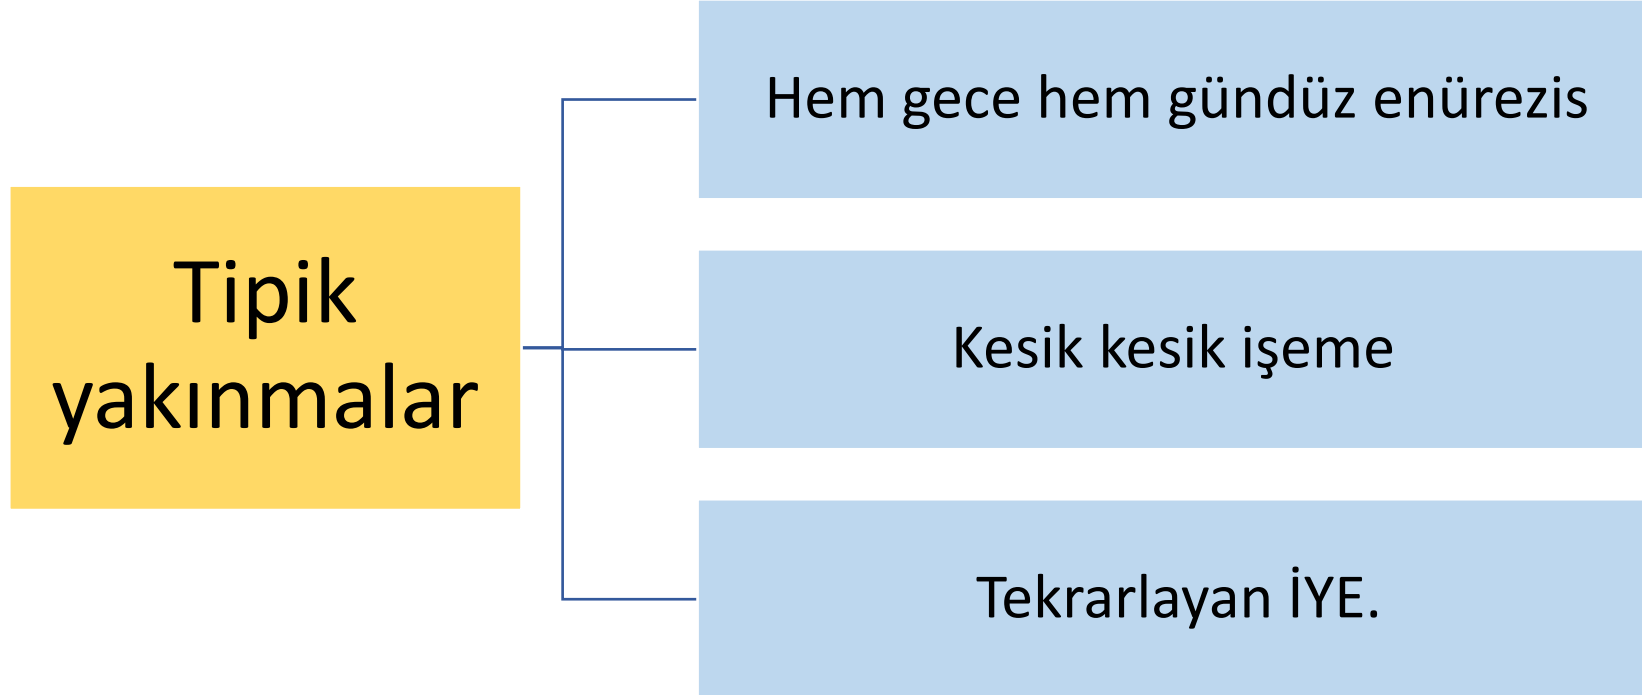 Tipik
yakınmalar
Hem gece hem gündüz enürezis
Kesik kesik işeme
Tekrarlayan İYE.